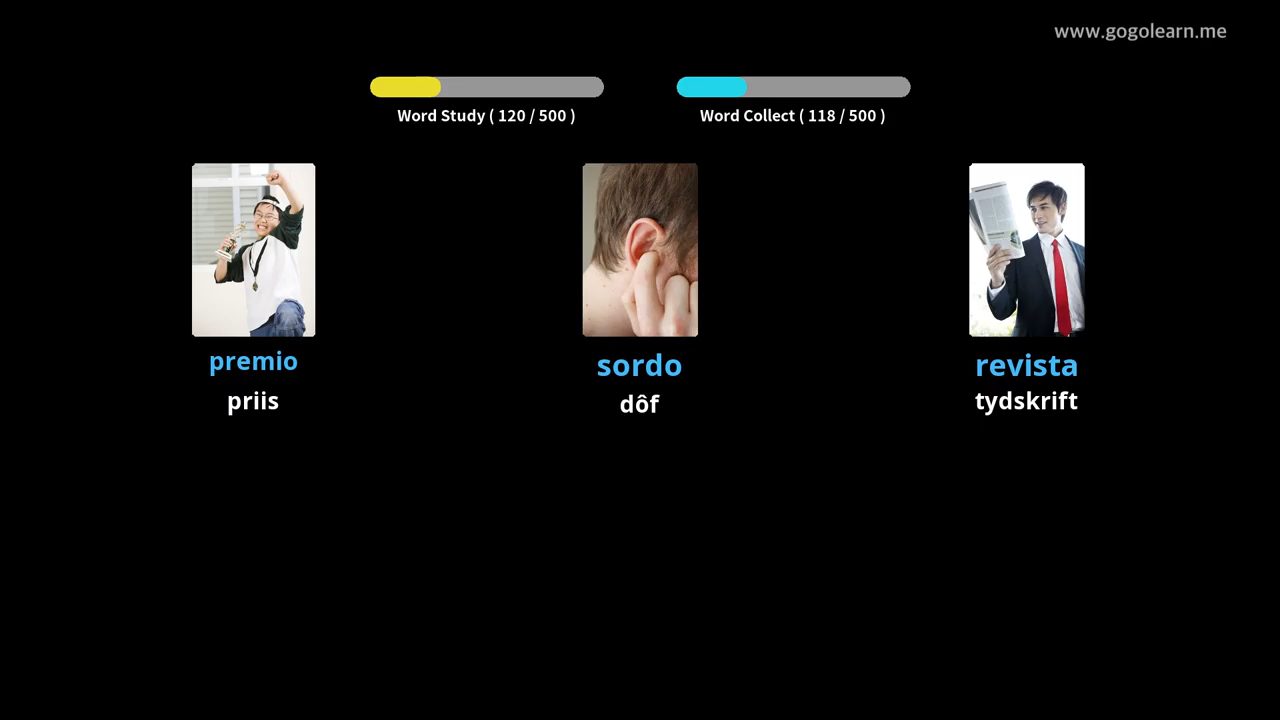 www.gogolearn.me
Word Study ( 120 / 500 )
Word Collect ( 118 / 500 )
premio
priis
sordo
dôf
revista
tydskrift